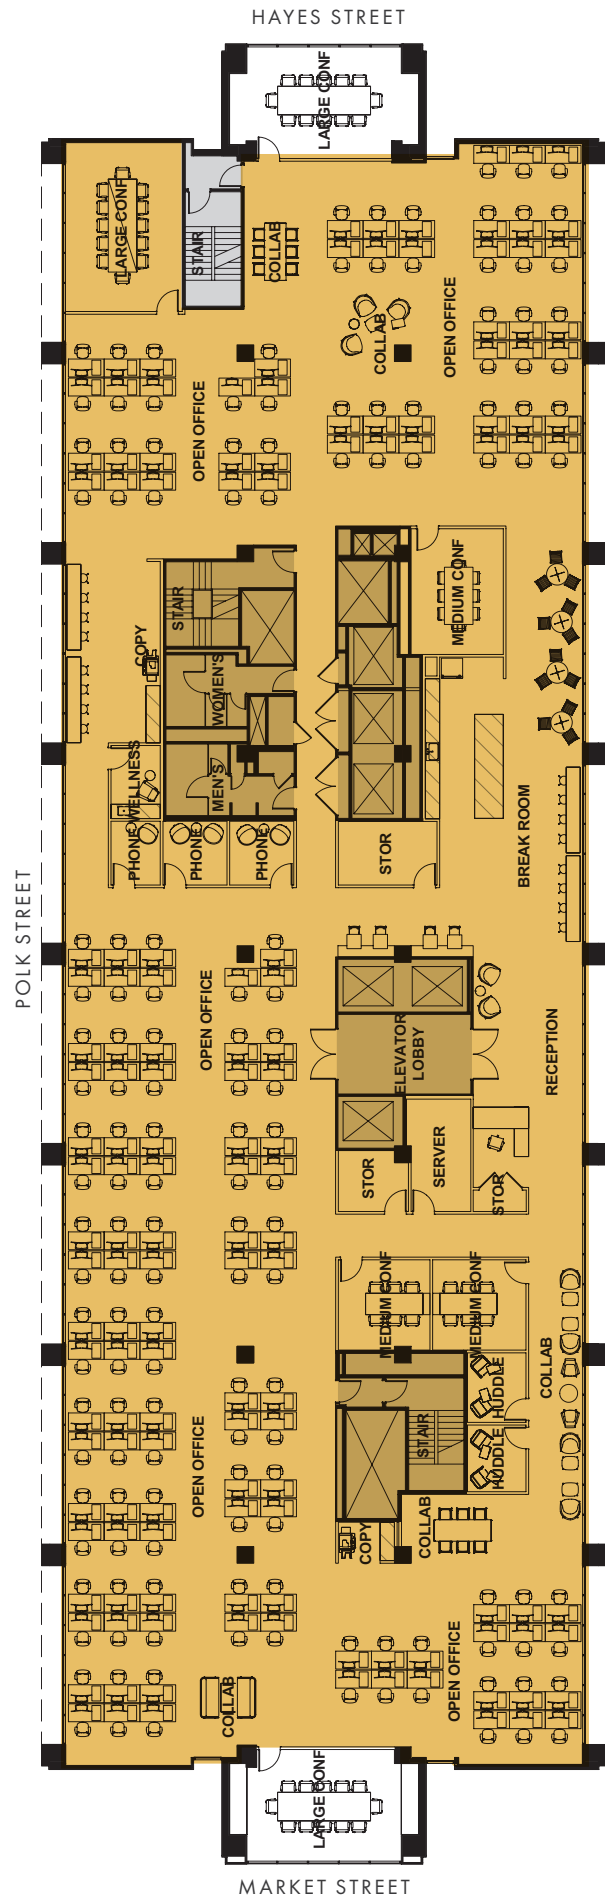 HAYES STREET
LARGE CONF
LARGE CONF
STAIR
COLLAB
COLLAB
OPEN OFFICE
OPEN OFFICE
MEDIUM CONF
STAIR
COPY
WOMEN'S
WELLNESS
MEN'S
BREAK ROOM
PHONE
PHONE
PHONE
STOR
POLK STREET
OPEN OFFICE
ELEVATOR
LOBBY
RECEPTION
STOR
SERVER
STOR
MEDIUM CONF
MEDIUM CONF
HUDDLE
COLLAB
STAIR
HUDDLE
OPEN OFFICE
COPY
COLLAB
OPEN OFFICE
COLLAB
LARGE CONF
MARKET STREET